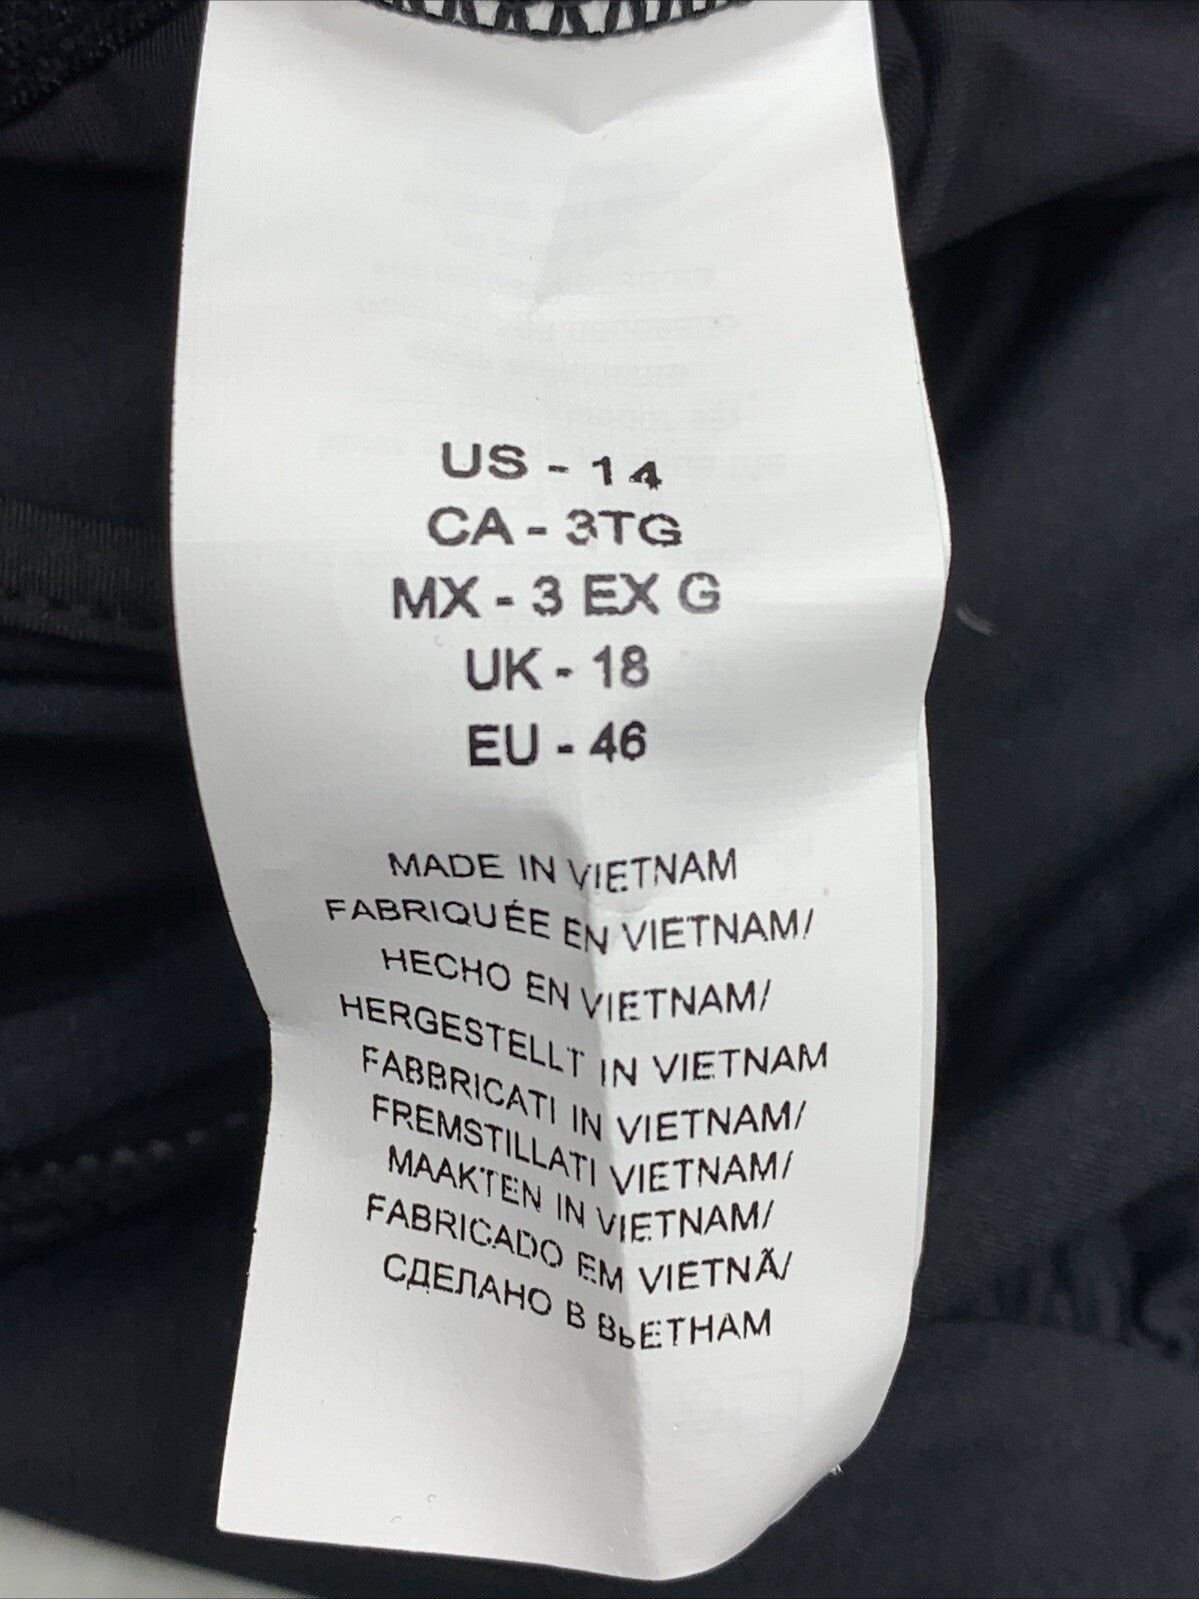 US - 14
CA - 3TG
MX - 3 EX G
UK - 18
EU - 46
MADE IN VIETNAM
FABRIQUÉE EN VIETNAM/
HECHO EN VIETNAM/
HERGESTELLT IN VIETNAM
FABBRICATI IN VIETNAM/
FREMSTILLATI VIETNAM/
MAAKTEN IN VIETNAM/
FABRICADO EM VIETNÃ/
СДЕЛАНО В ВЬЕТНАМ